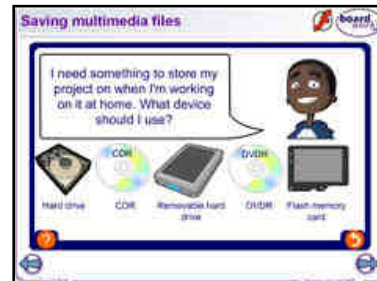 Saving multimedia files
board
works
I need something to store my
project on when I'm working
on it at home. What device
should I use?
CDR
DVDR
Hard drive
CDR
Removable hard
drive
DVDR
Flash memory
card
?